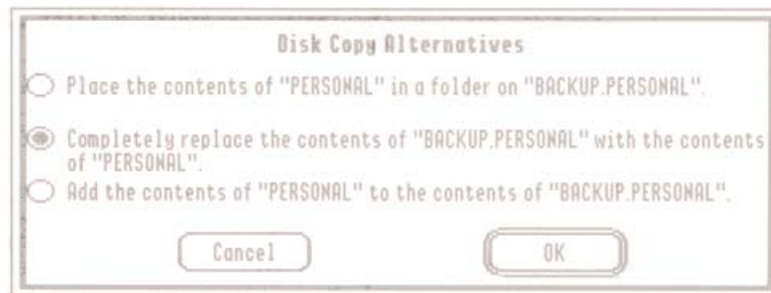 Disk Copy Alternatives
Place the contents of "PERSONAL" in a folder on "BACKUP.PERSONAL".
Completely replace the contents of "BACKUP.PERSONAL" with the contents
of "PERSONAL".
Add the contents of "PERSONAL" to the contents of "BACKUP.PERSONAL".
Cancel
OK